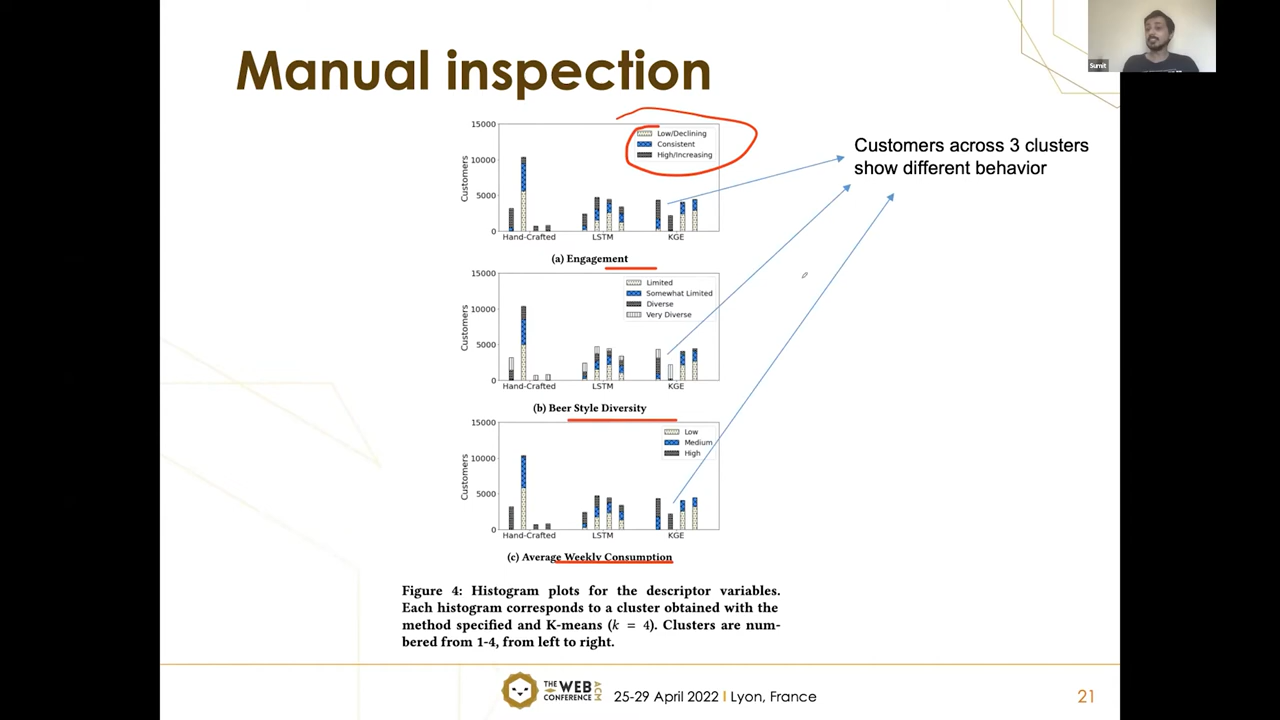 Manual inspection
Sumit
15000
10000
5000
0
Customers
Low/Declining
Consistent
High/Increasing
Hand-Crafted LSTM KGE
(a) Engagement
15000
10000
5000
0
Customers
Limited
Somewhat Limited
Diverse
Very Diverse
Hand-Crafted LSTM KGE
(b) Beer Style Diversity
15000
10000
5000
0
Customers
Low
Medium
High
Hand-Crafted LSTM KGE
(c) Average Weekly Consumption
Customers across 3 clusters
show different behavior
Figure 4: Histogram plots for the descriptor variables.
Each histogram corresponds to a cluster obtained with the
method specified and K-means (k = 4). Clusters are num-
bered from 1-4, from left to right.
THE WEB CONFERENCE ACM
25-29 April 2022 I Lyon, France
21